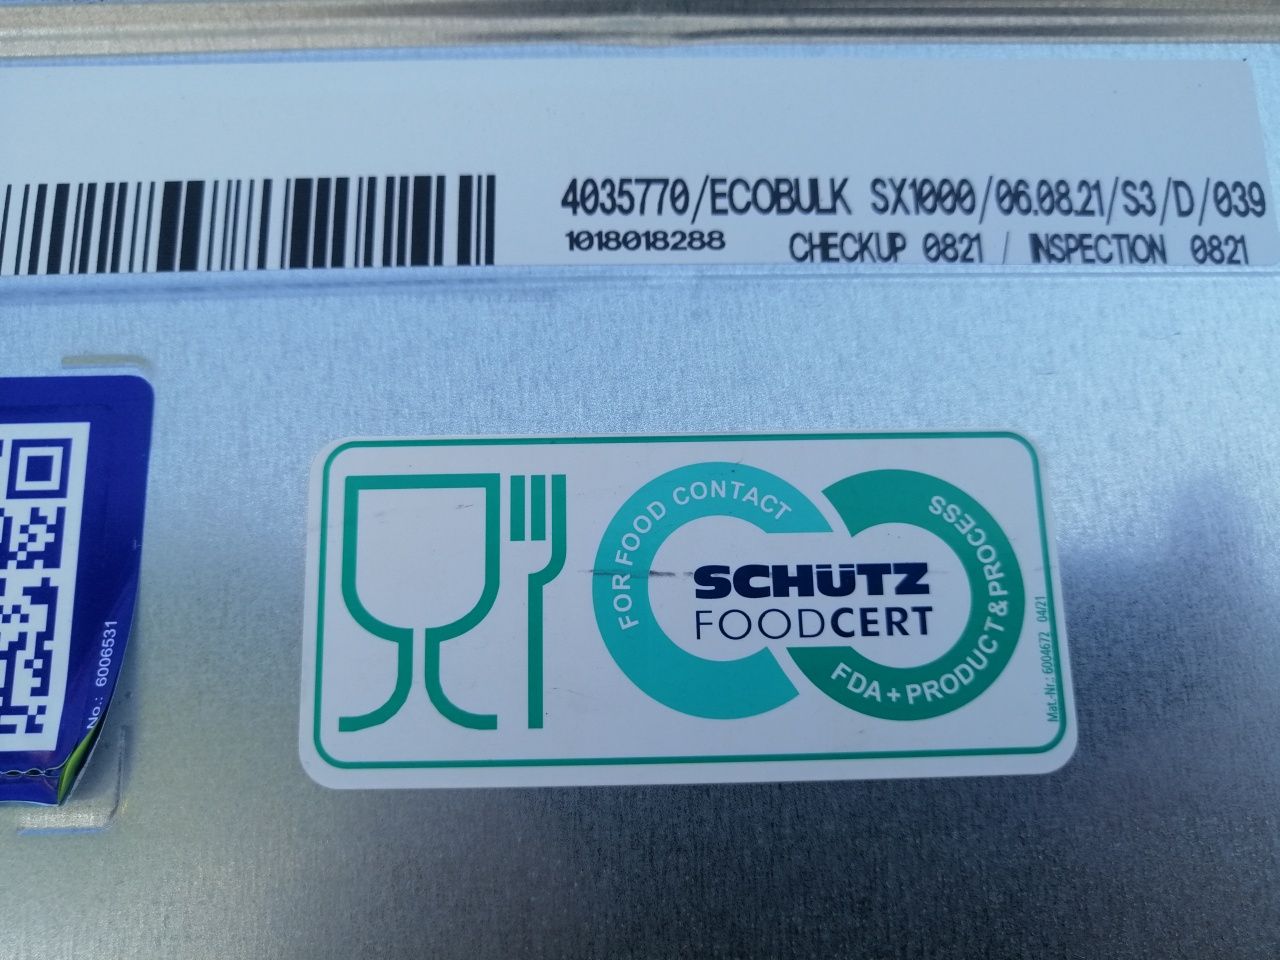 4035770/ECOBULK SX1000/06.08.21/S3/D/039
1018018288 CHECKUP 0821 / INSPECTION 0821
No.: 6006531
FOR FOOD CONTACT
SCHÜTZ
FOODCERT
FDA + PRODUCT & PROCESS
Mat.-Nr.: 6004672 04/21